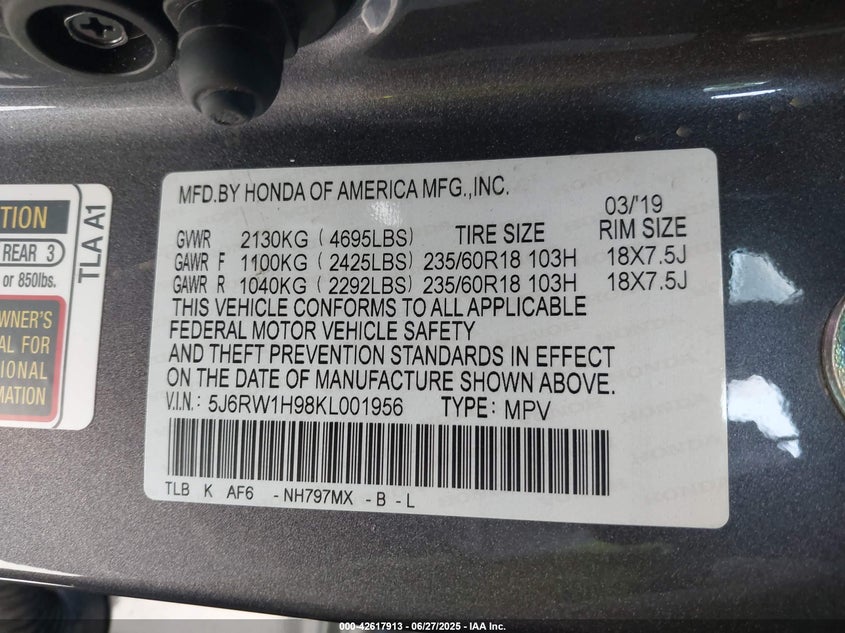 MFD.BY HONDA OF AMERICA MFG.,INC.
03/'19
GVWR 2130KG ( 4695LBS) TIRE SIZE RIM SIZE
GAWR F 1100KG ( 2425LBS) 235/60R18 103H 18X7.5J
GAWR R 1040KG ( 2292LBS) 235/60R18 103H 18X7.5J
THIS VEHICLE CONFORMS TO ALL APPLICABLE
FEDERAL MOTOR VEHICLE SAFETY
AND THEFT PREVENTION STANDARDS IN EFFECT
ON THE DATE OF MANUFACTURE SHOWN ABOVE.
V.I.N.: 5J6RW1H98KL001956 TYPE: MPV
TLB K AF6 -NH797MX -B -L
TION
REAR 3
or 850lbs.
WNER'S
AL FOR
IONAL
MATION
TLA A1
000-42617913 - 06/27/2025 - IAA Inc.